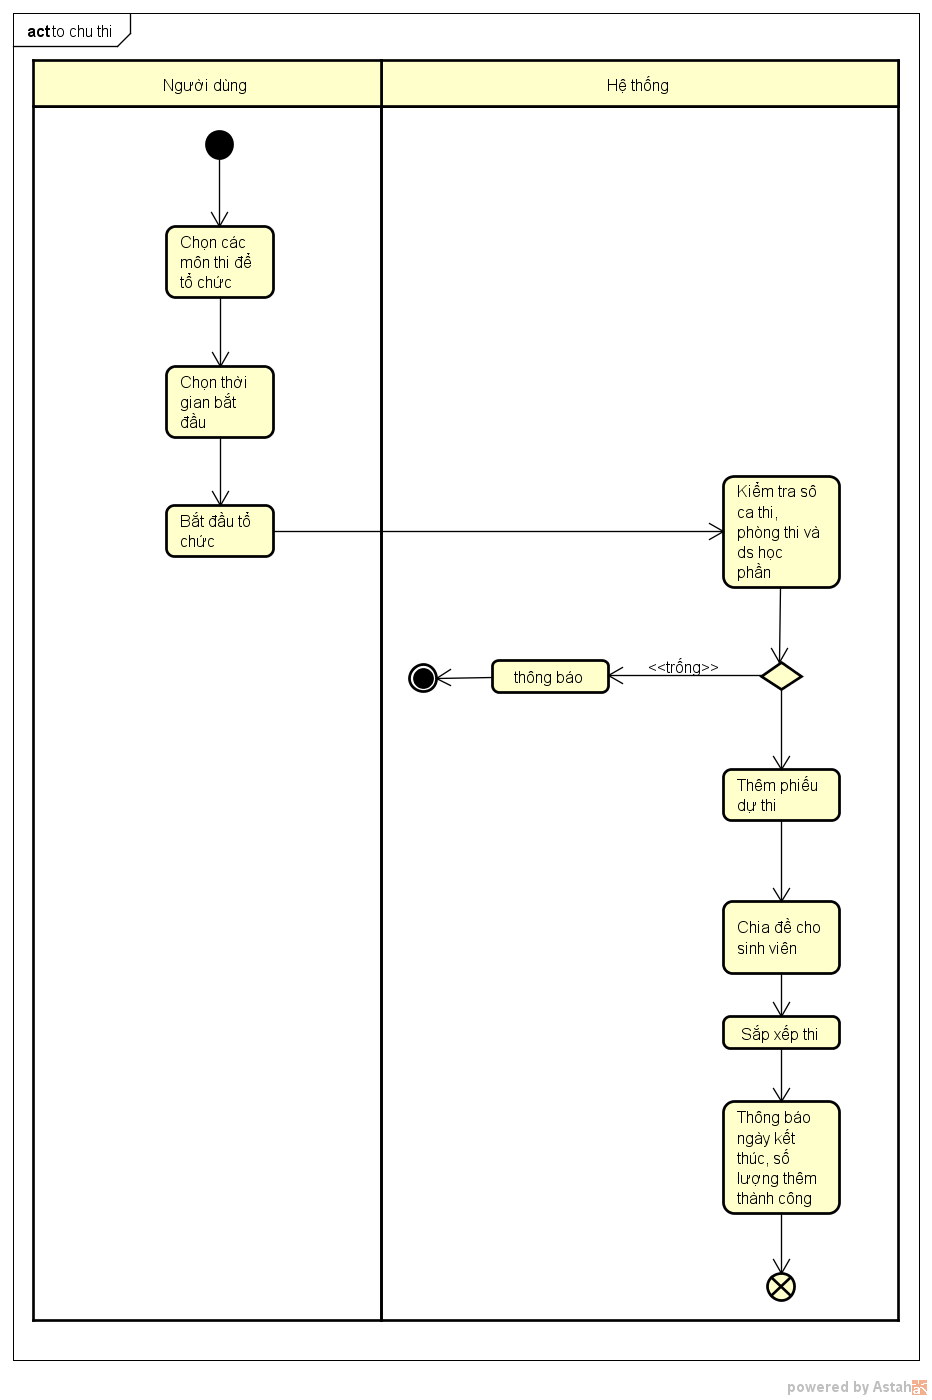 act to chu thi
Người dùng
Hệ thống
Chọn các
môn thi để
tổ chức
Chọn thời
gian bắt
đầu
Bắt đầu tổ
chức
Kiểm tra số
ca thi,
phòng thi và
ds học
phần
<<trống>>
thông báo
Thêm phiếu
dự thi
Chia đề cho
sinh viên
Sắp xếp thi
Thông báo
ngày kết
thúc, số
lượng thêm
thành công
powered by Astah